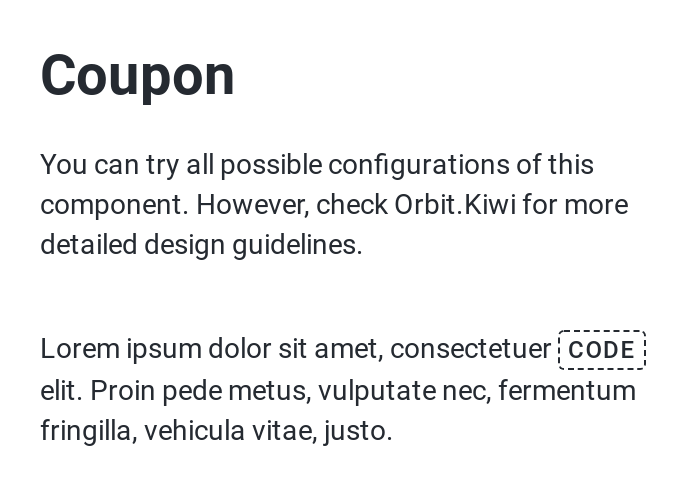 Coupon
You can try all possible configurations of this
component. However, check Orbit.Kiwi for more
detailed design guidelines.
Lorem ipsum dolor sit amet, consectetuer CODE
elit. Proin pede metus, vulputate nec, fermentum
fringilla, vehicula vitae, justo.